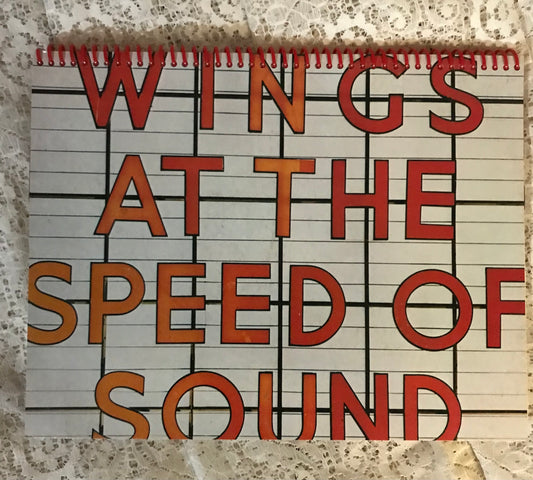 WINGS
AT THE
SPEED OF
SOUND